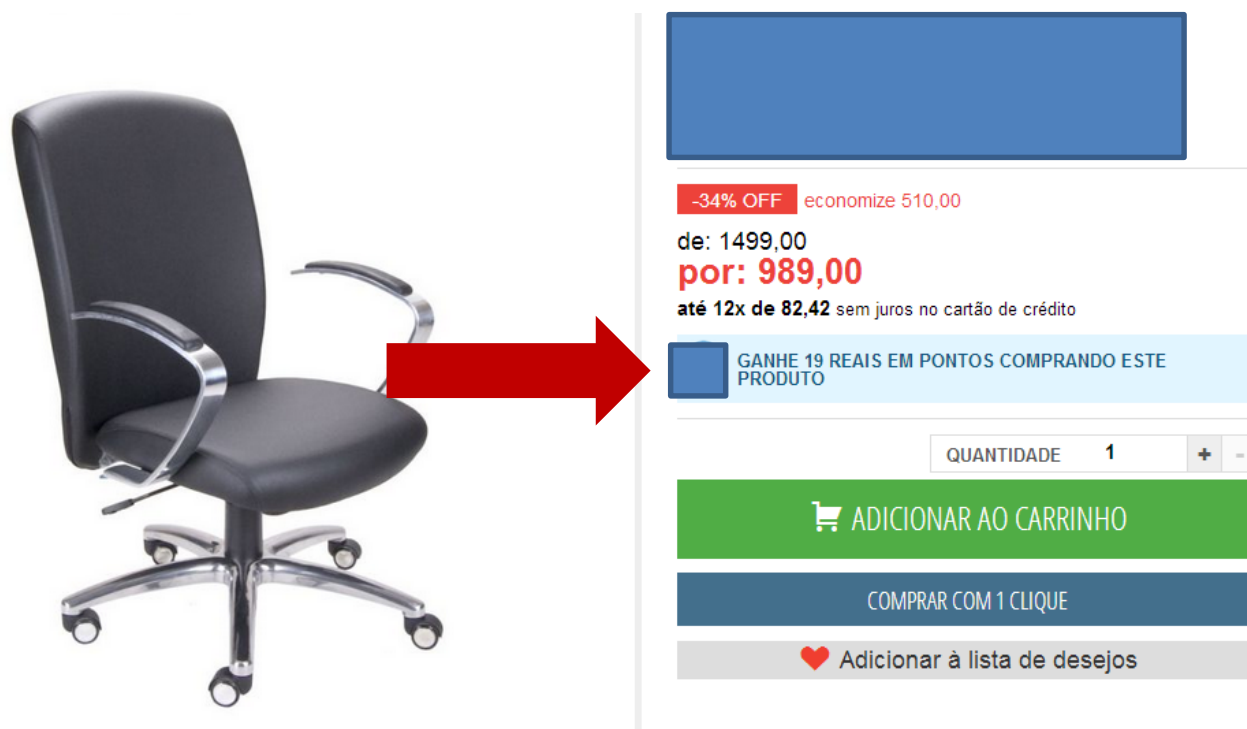 -34% OFF economize 510,00
de: 1499,00
por: 989,00
até 12x de 82,42 sem juros no cartão de crédito
GANHE 19 REAIS EM PONTOS COMPRANDO ESTE
PRODUTO
QUANTIDADE 1 + -
ADICIONAR AO CARRINHO
COMPRAR COM 1 CLIQUE
Adicionar à lista de desejos